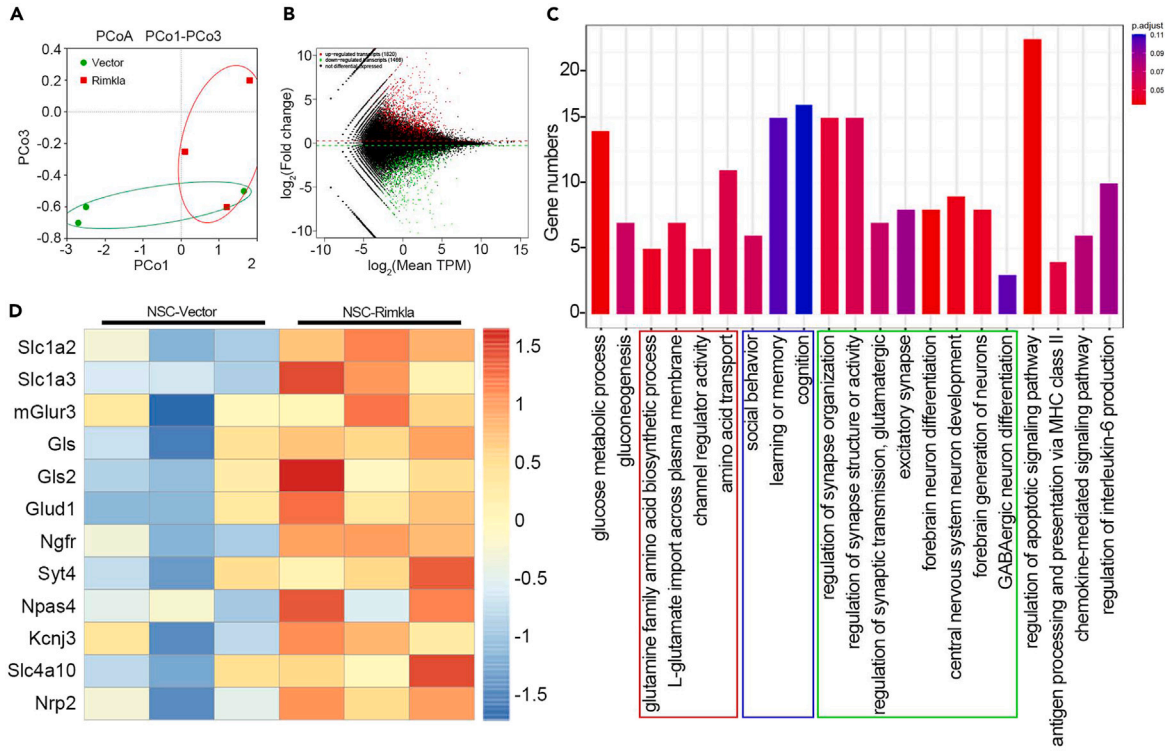 A
PCoA PCo1-PCo3
Vector
Rimkla
0.4
0.2
0.0
-0.2
-0.4
-0.6
-0.8
PCo3
-3
-2
-1
0
1
2
PCo1
B
up-regulated transcripts (1820)
down-regulated transcripts (1466)
not differential expressed
10
5
0
-5
-10
log2(Fold change)
-10
-5
0
5
10
15
log2(Mean TPM)
C
p.adjust
0.11
0.09
0.07
0.05
20
15
10
5
0
Gene numbers
glucose metabolic process
gluconeogenesis
glutamine family amino acid biosynthetic process
L-glutamate import across plasma membrane
channel regulator activity
amino acid transport
social behavior
learning or memory
cognition
regulation of synapse organization
regulation of synapse structure or activity
regulation of synaptic transmission, glutamatergic
excitatory synapse
forebrain neuron differentiation
central nervous system neuron development
forebrain generation of neurons
GABAergic neuron differentiation
regulation of apoptotic signaling pathway
antigen processing and presentation via MHC class II
chemokine-mediated signaling pathway
regulation of interleukin-6 production
D
NSC-Vector
NSC-Rimkla
Slc1a2
Slc1a3
mGlur3
Gls
Gls2
Glud1
Ngfr
Syt4
Npas4
Kcnj3
Slc4a10
Nrp2
1.5
1
0.5
0
-0.5
-1
-1.5